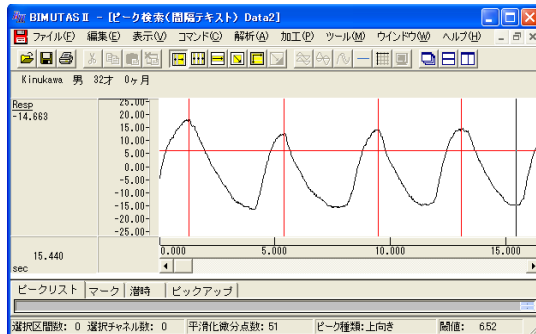 BIMUTAS II - [ピーク検索(間隔テキスト) Data2]
ファイル(F) 編集(E) 表示(V) コマンド(C) 解析(A) 加工(P) ツール(M) ウインドウ(W) ヘルプ(H)
Kinukawa 男 32才 0ヶ月
Resp
-14.663
25.00
20.00
15.00
10.00
5.00
0.00
-5.00
-10.00
-15.00
-20.00
-25.00
15.440
sec
0.000 5.000 10.000 15.000
ピークリスト マーク 潜時 ピックアップ
選択区間数: 0 選択チャネル数: 0 平滑化微分点数: 51 ピーク種類: 上向き 閾値: 6.52